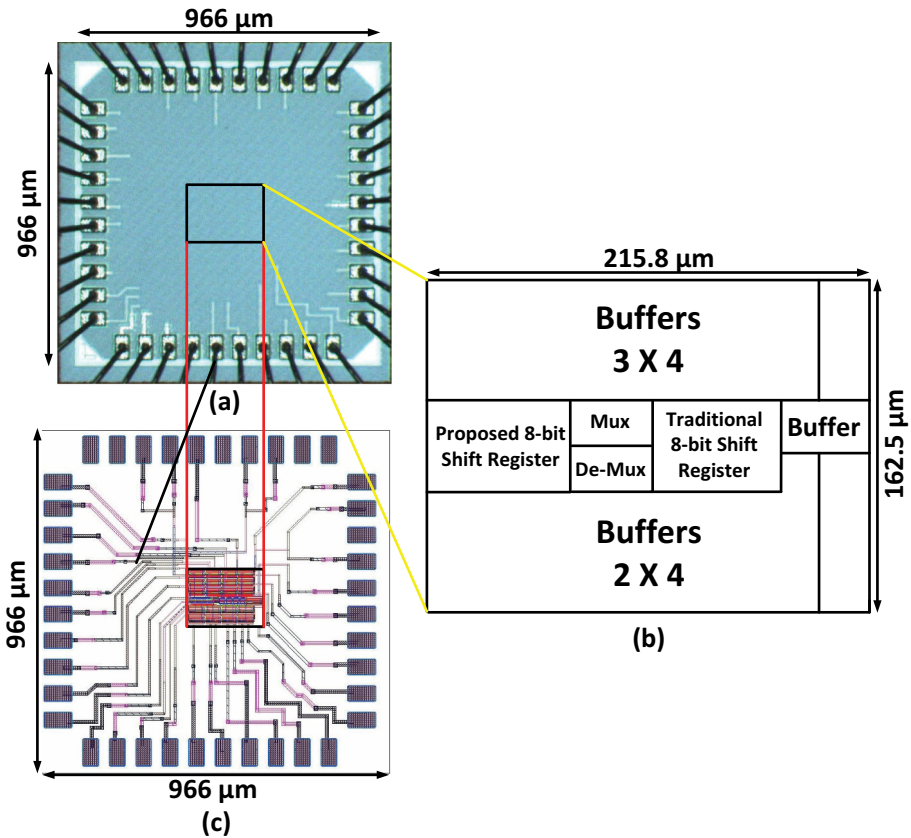 966 µm
966 µm
(a)
215.8 µm
162.5 µm
Buffers
3 X 4
Proposed 8-bit
Shift Register
Mux
De-Mux
Traditional
8-bit Shift
Register
Buffer
Buffers
2 X 4
(b)
966 µm
966 µm
(c)